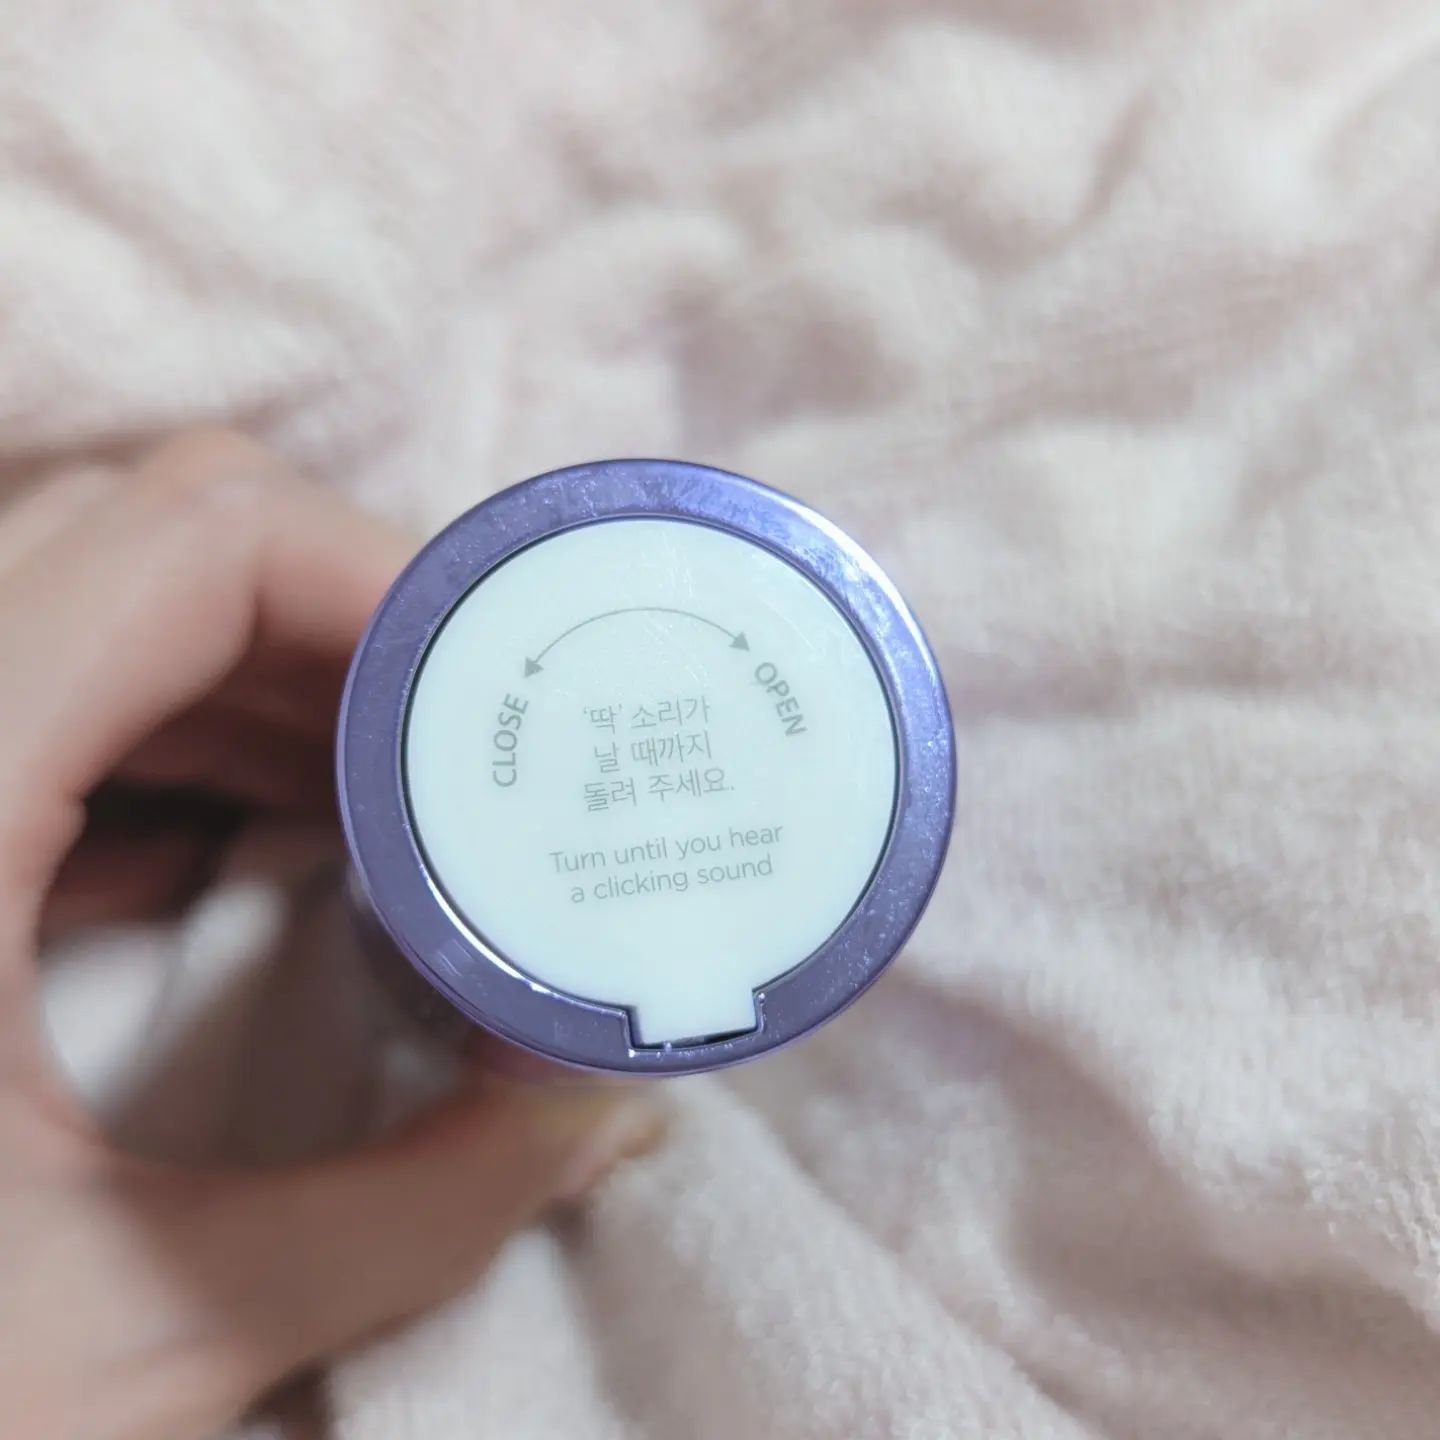 CLOSE
OPEN
‘딱’ 소리가
날 때까지
돌려 주세요.
Turn until you hear
a clicking sound